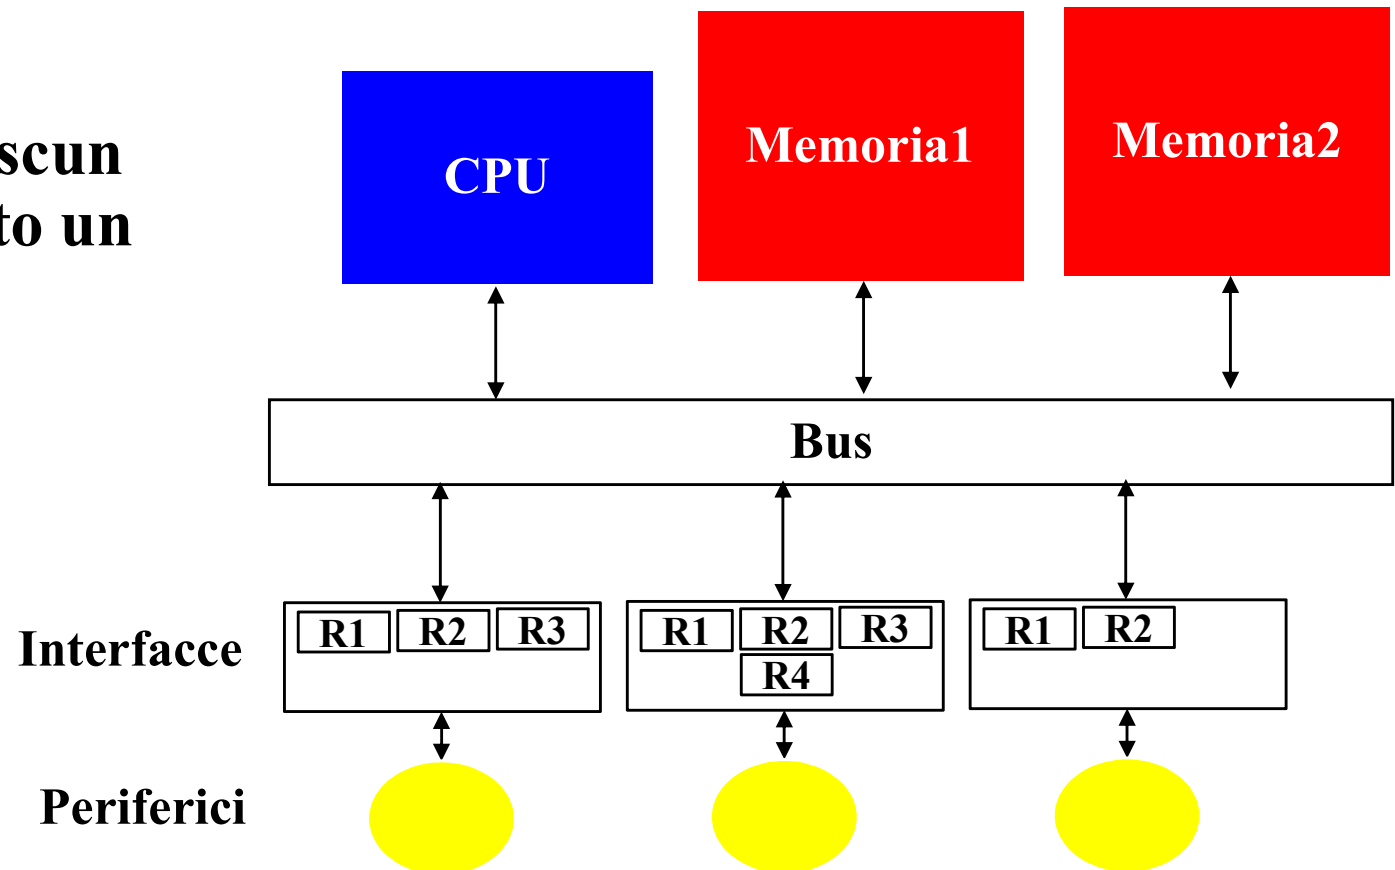 scun
to un
CPU
Memoria1
Memoria2
Bus
Interfacce
R1 R2 R3
R1 R2 R3
R4
R1 R2
Periferici